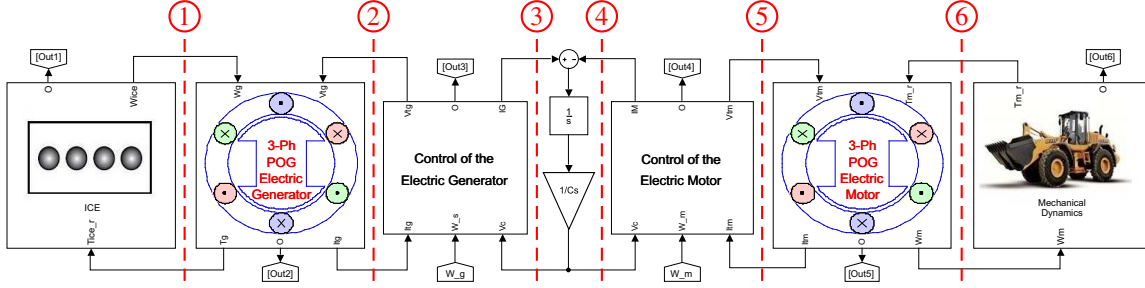 1
2
3
4
5
6
[Out1]
Wice
O
ICE
Tice_r
Wg
Vtg
3-Ph
POG
Electric
Generator
Tg
O
Itg
[Out2]
[Out3]
Vtg
O
IG
Control of the
Electric Generator
Itg
W_s
Vc
W_g
+ -
1
s
1/Cs
[Out4]
IM
O
Vtm
Control of the
Electric Motor
Vc
W_m
Itm
W_m
Vtm
Tm_r
3-Ph
POG
Electric
Motor
Itm
O
Wm
[Out5]
[Out6]
Tm_r
O
Mechanical
Dynamics
Wm